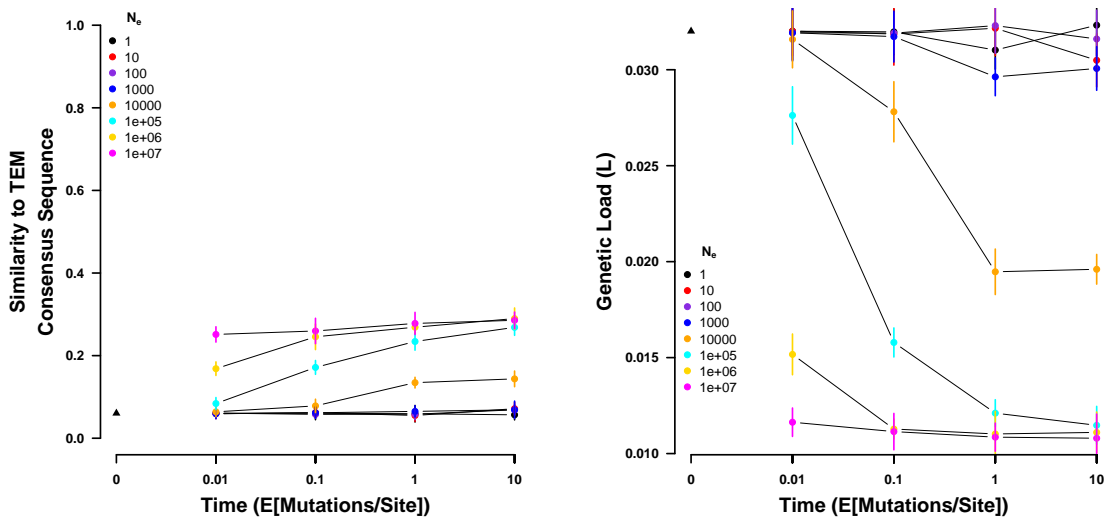 Similarity to TEM
Consensus Sequence
1.0
0.8
0.6
0.4
0.2
0.0
Ne
1
10
100
1000
10000
1e+05
1e+06
1e+07
0
0.01
0.1
1
10
Time (E[Mutations/Site])
Genetic Load (L)
0.030
0.025
0.020
0.015
0.010
Ne
1
10
100
1000
10000
1e+05
1e+06
1e+07
0
0.01
0.1
1
10
Time (E[Mutations/Site])